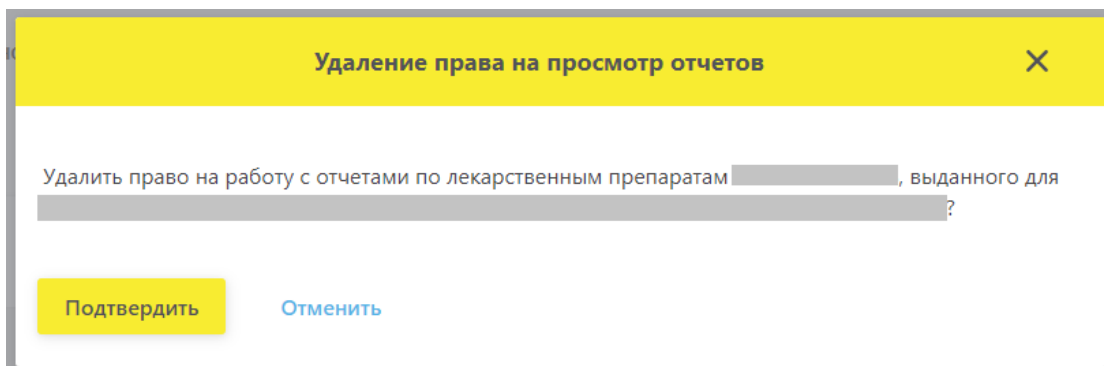 Удаление права на просмотр отчетов
Удалить право на работу с отчетами по лекарственным препаратам , выданного для
?
Подтвердить
Отменить